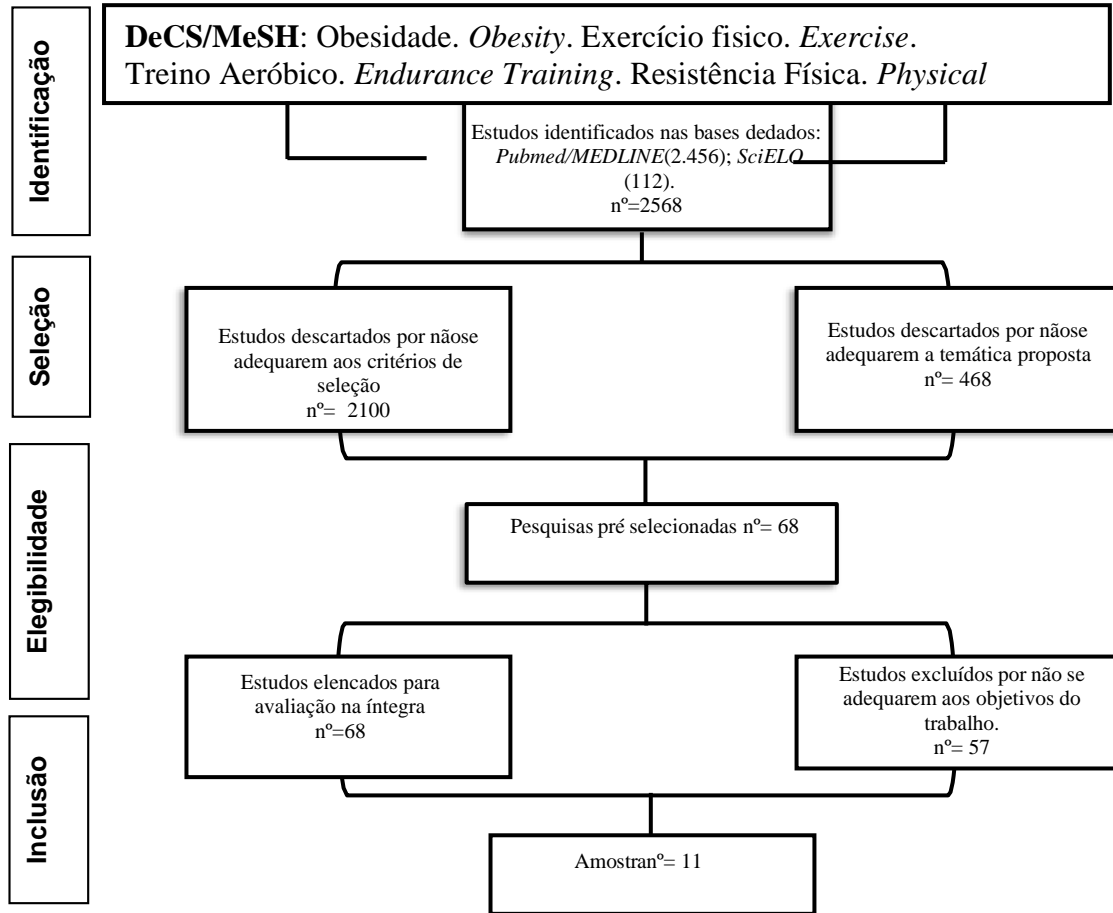 Identificação
DeCS/MeSH: Obesidade. Obesity. Exercício fisico. Exercise.
Treino Aeróbico. Endurance Training. Resistência Física. Physical
Estudos identificados nas bases dedados:
Pubmed/MEDLINE(2.456); SciELO
(112).
nº=2568
Seleção
Estudos descartados por nãose
adequarem aos critérios de
seleção
nº= 2100
Estudos descartados por nãose
adequarem a temática proposta
nº= 468
Elegibilidade
Pesquisas pré selecionadas nº= 68
Estudos elencados para
avaliação na íntegra
nº=68
Estudos excluídos por não se
adequarem aos objetivos do
trabalho.
nº= 57
Inclusão
Amostranº= 11